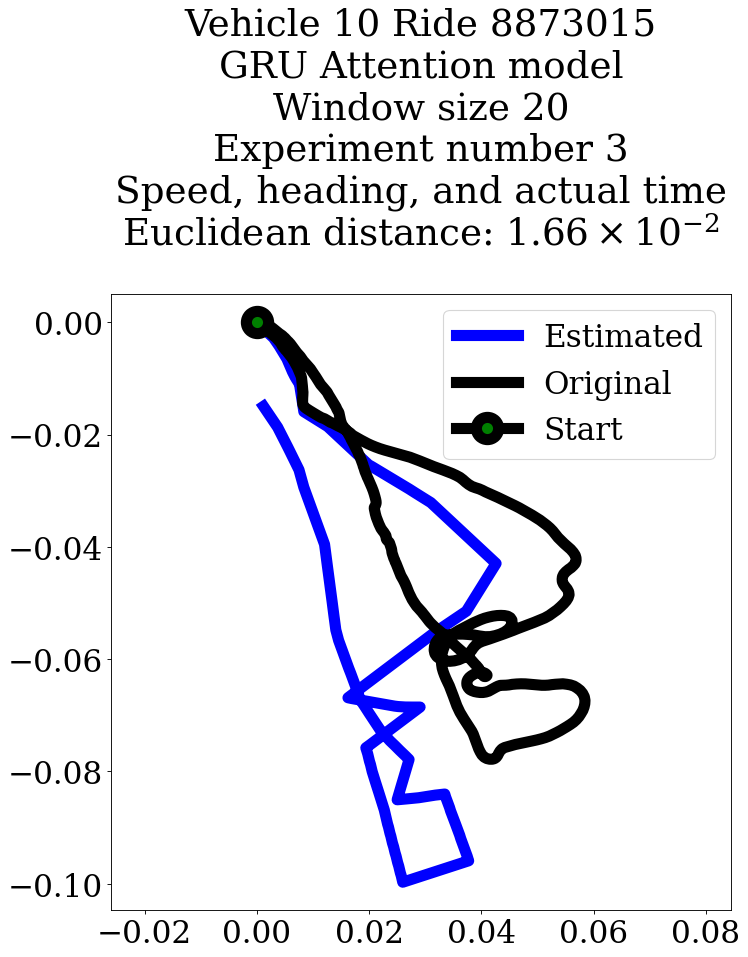 Vehicle 10 Ride 8873015
GRU Attention model
Window size 20
Experiment number 3
Speed, heading, and actual time
Euclidean distance: 1.66 × 10⁻²
Estimated
Original
Start
0.00
−0.02
−0.04
−0.06
−0.08
−0.10
−0.02 0.00 0.02 0.04 0.06 0.08